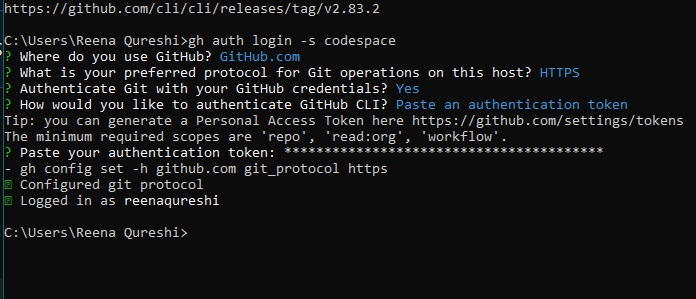 https://github.com/cli/cli/releases/tag/v2.83.2
C:\Users\Reena Qureshi>gh auth login -s codespace
? Where do you use GitHub? GitHub.com
? What is your preferred protocol for Git operations on this host? HTTPS
? Authenticate Git with your GitHub credentials? Yes
? How would you like to authenticate GitHub CLI? Paste an authentication token
Tip: you can generate a Personal Access Token here https://github.com/settings/tokens
The minimum required scopes are 'repo', 'read:org', 'workflow'.
? Paste your authentication token: ****************************************
- gh config set -h github.com git_protocol https
Configured git protocol
Logged in as reenaqureshi
C:\Users\Reena Qureshi>